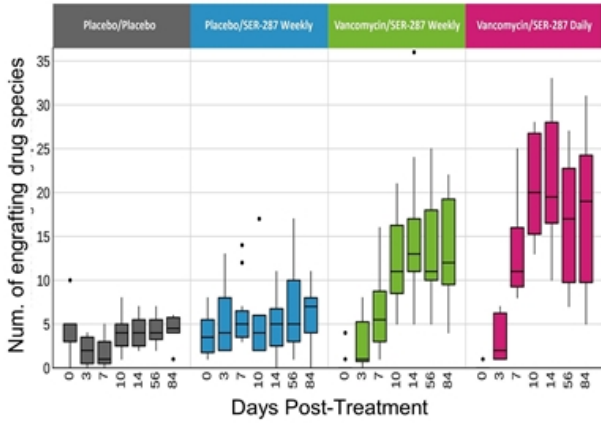 Placebo/Placebo Placebo/SER-287 Weekly Vancomycin/SER-287 Weekly Vancomycin/SER-287 Daily
Num. of engrafting drug species
35
30
25
20
15
10
5
0
0 3 7 10 14 56 84 0 3 7 10 14 56 84 0 3 7 10 14 56 84 0 3 7 10 14 56 84
Days Post-Treatment